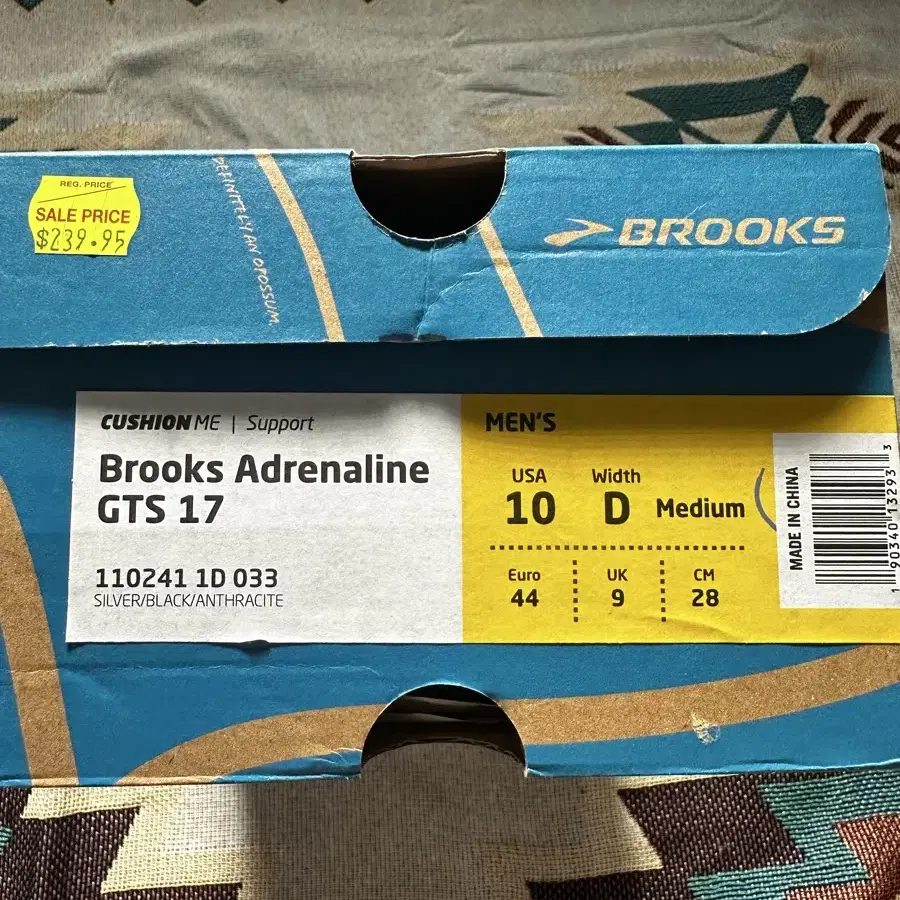 REG. PRICE
SALE PRICE
$239.95
DEFINITELY AN OPOSSUM.
BROOKS
CUSHION ME | Support
Brooks Adrenaline
GTS 17
110241 1D 033
SILVER/BLACK/ANTHRACITE
MEN'S
USA Width
10 D Medium
Euro UK CM
44 9 28
MADE IN CHINA
1 90340 13293 3